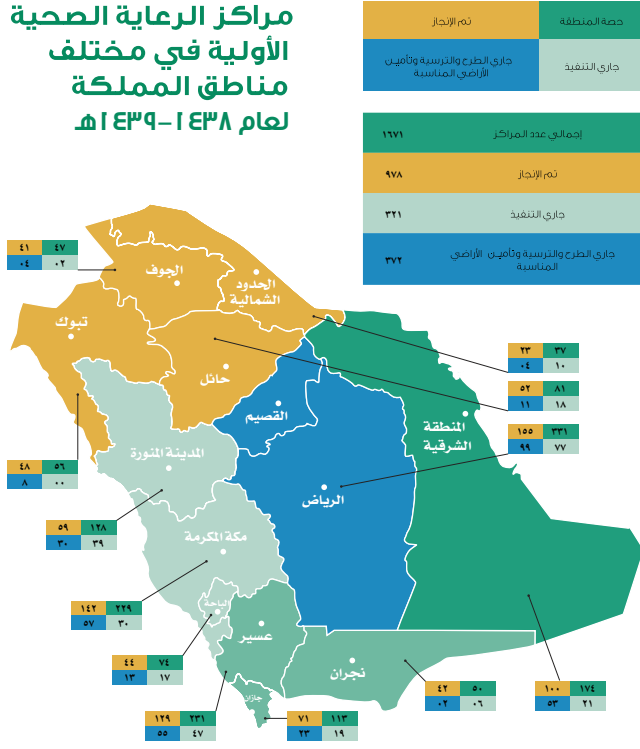 مراكز الرعاية الصحية
الأولية في مختلف
مناطق المملكة
لعام ١٤٣٨-١٤٣٩هـ
حصة المنطقة
تم الإنجاز
جاري التنفيذ
جاري الطرح والترسية وتأمين
الأراضي المناسبة
إجمالي عدد المراكز ١٦٧١
تم الإنجاز ٩٧٨
جاري التنفيذ ٣٢١
جاري الطرح والترسية وتأمين الأراضي
المناسبة ٣٧٢
٤٧ ٤١
٠٢ ٠٤
الجوف
الحدود
الشمالية
تبوك
حائل
٣٧ ٢٣
١٠ ٠٤
٨١ ٥٢
١٨ ١١
القصيم
المنطقة
الشرقية
٣٣١ ١٥٥
٧٧ ٩٩
المدينة المنورة
٥٦ ٤٨
٠٠ ٨
الرياض
١٢٨ ٥٩
٣٩ ٣٠
مكة المكرمة
٢٢٩ ١٤٢
٣٠ ٥٧
الباحة
عسير
٧٤ ٤٤
١٧ ١٣
نجران
جازان
٥٠ ٤٢
٠٦ ٠٢
١٧٤ ١٠٠
٢١ ٥٣
٢٣١ ١٢٩
٤٧ ٥٥
١١٣ ٧١
١٩ ٢٣